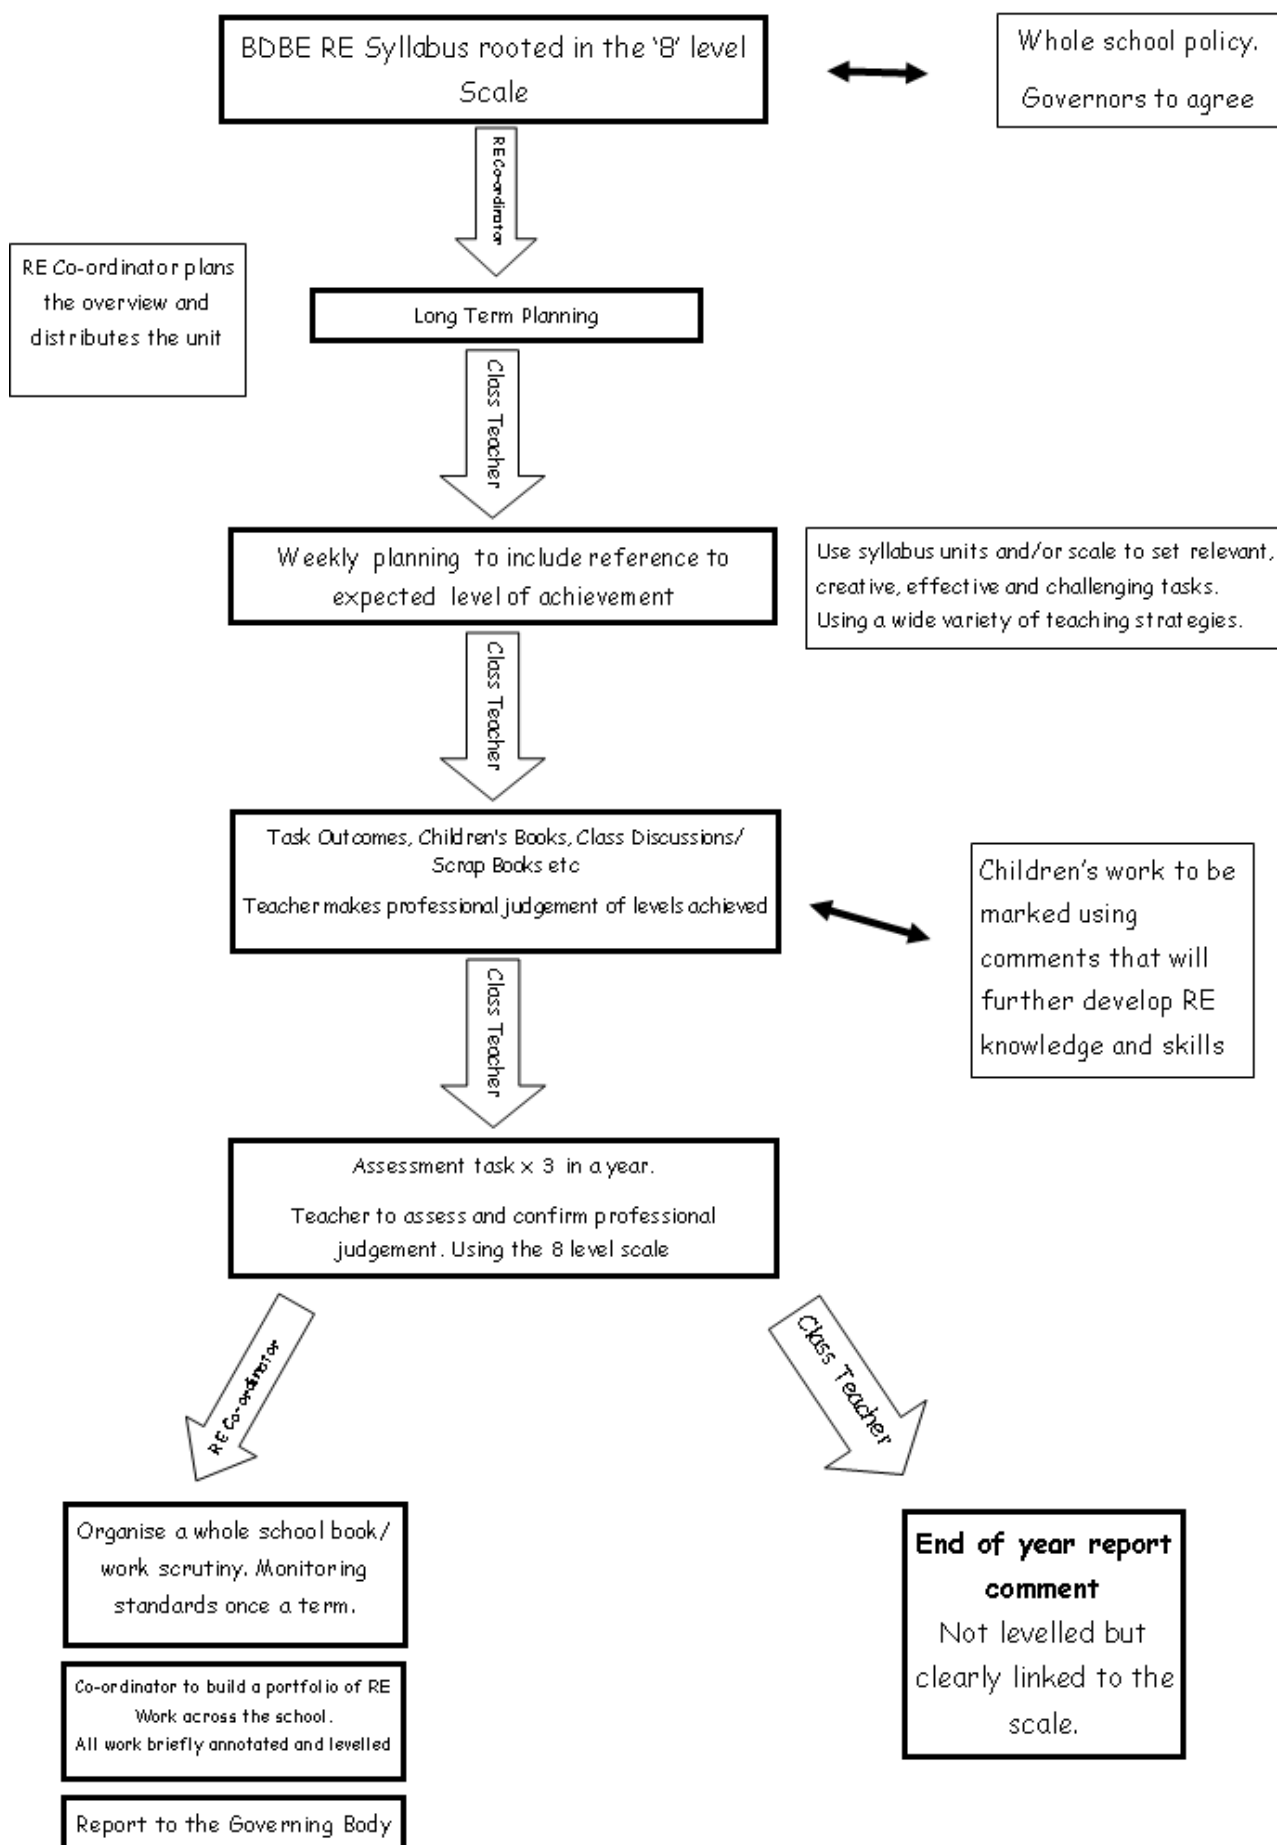 BDBE RE Syllabus rooted in the ‘8’ level
Scale
Whole school policy.
Governors to agree
RE Co-ordinator
RE Co-ordinator plans
the overview and
distributes the unit
Long Term Planning
Class Teacher
Weekly planning to include reference to
expected level of achievement
Use syllabus units and/or scale to set relevant,
creative, effective and challenging tasks.
Using a wide variety of teaching strategies.
Class Teacher
Task Outcomes, Children's Books, Class Discussions/
Scrap Books etc
Teacher makes professional judgement of levels achieved
Children’s work to be
marked using
comments that will
further develop RE
knowledge and skills
Class Teacher
Assessment task x 3 in a year.
Teacher to assess and confirm professional
judgement. Using the 8 level scale
RE Co-ordinator
Class Teacher
Organise a whole school book/
work scrutiny. Monitoring
standards once a term.
Co-ordinator to build a portfolio of RE
Work across the school.
All work briefly annotated and levelled
Report to the Governing Body
End of year report
comment
Not levelled but
clearly linked to the
scale.